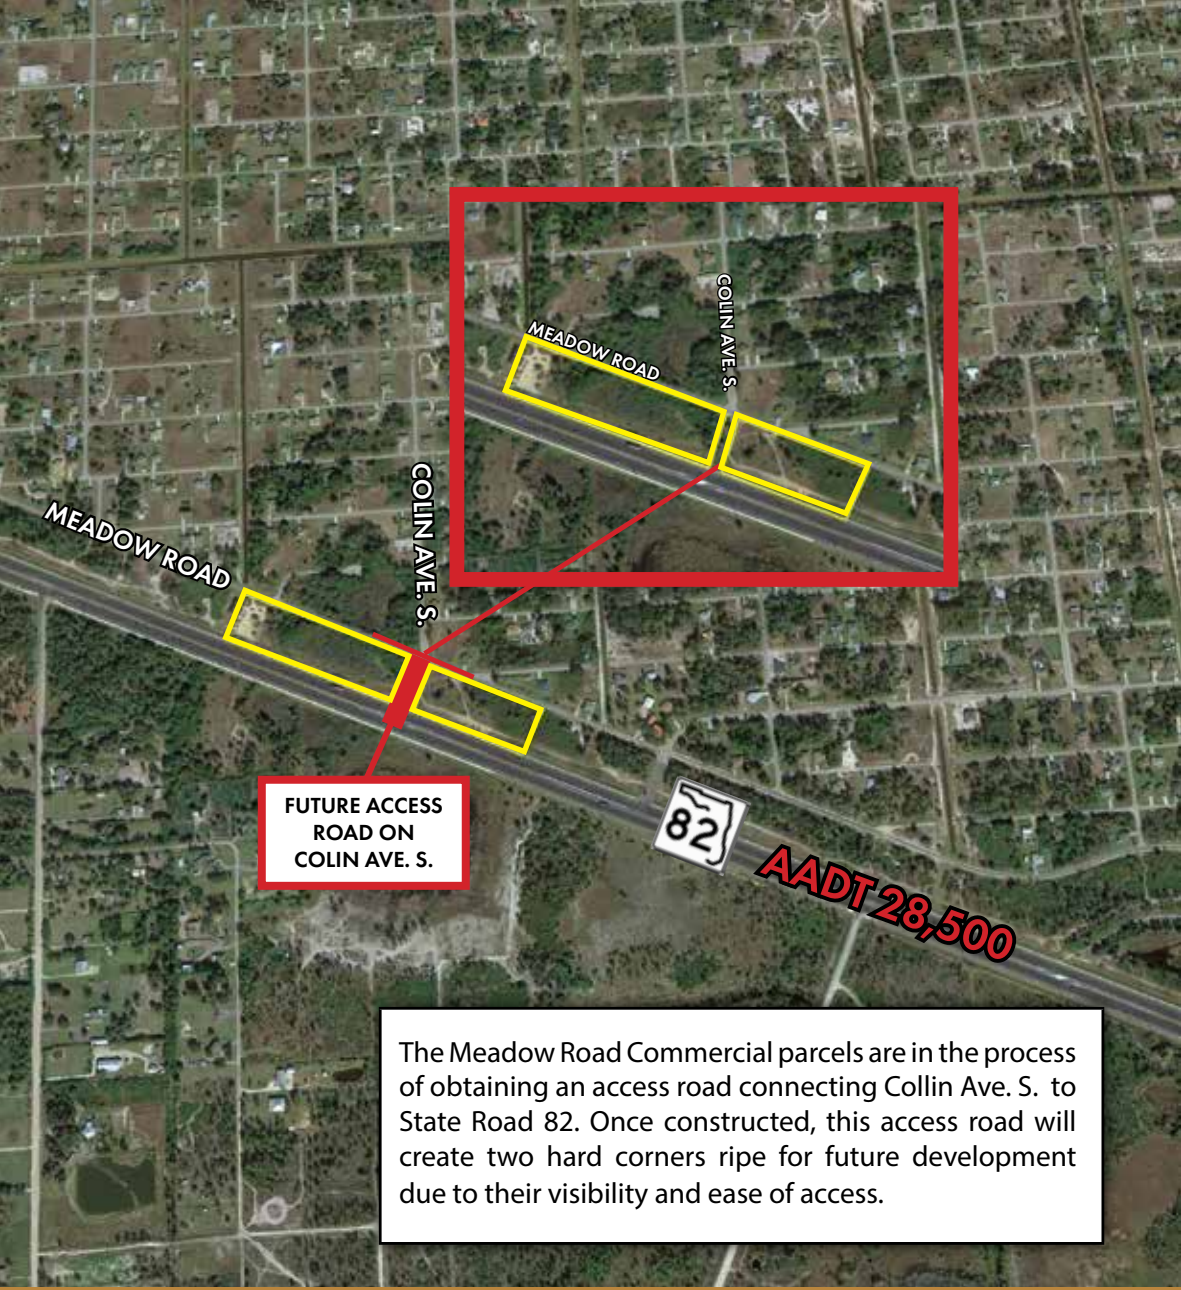 MEADOW ROAD
COLIN AVE. S.
MEADOW ROAD
COLIN AVE. S.
FUTURE ACCESS
ROAD ON
COLIN AVE. S.
82
AADT 28,500
The Meadow Road Commercial parcels are in the process
of obtaining an access road connecting Collin Ave. S. to
State Road 82. Once constructed, this access road will
create two hard corners ripe for future development
due to their visibility and ease of access.